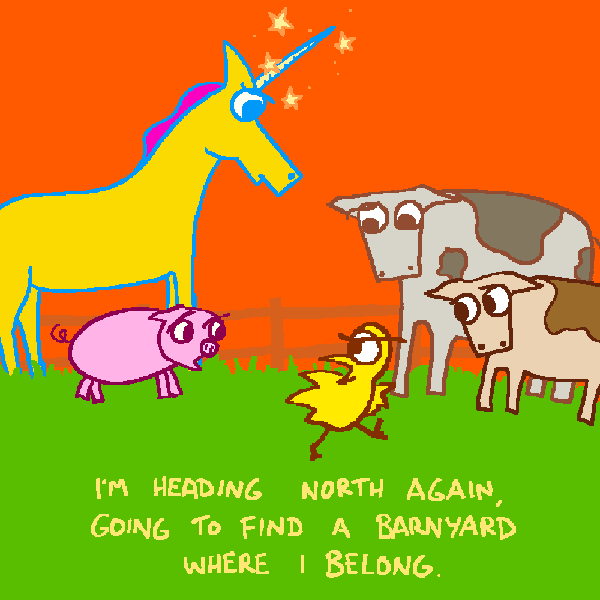 I'M HEADING NORTH AGAIN,
GOING TO FIND A BARNYARD
WHERE I BELONG.